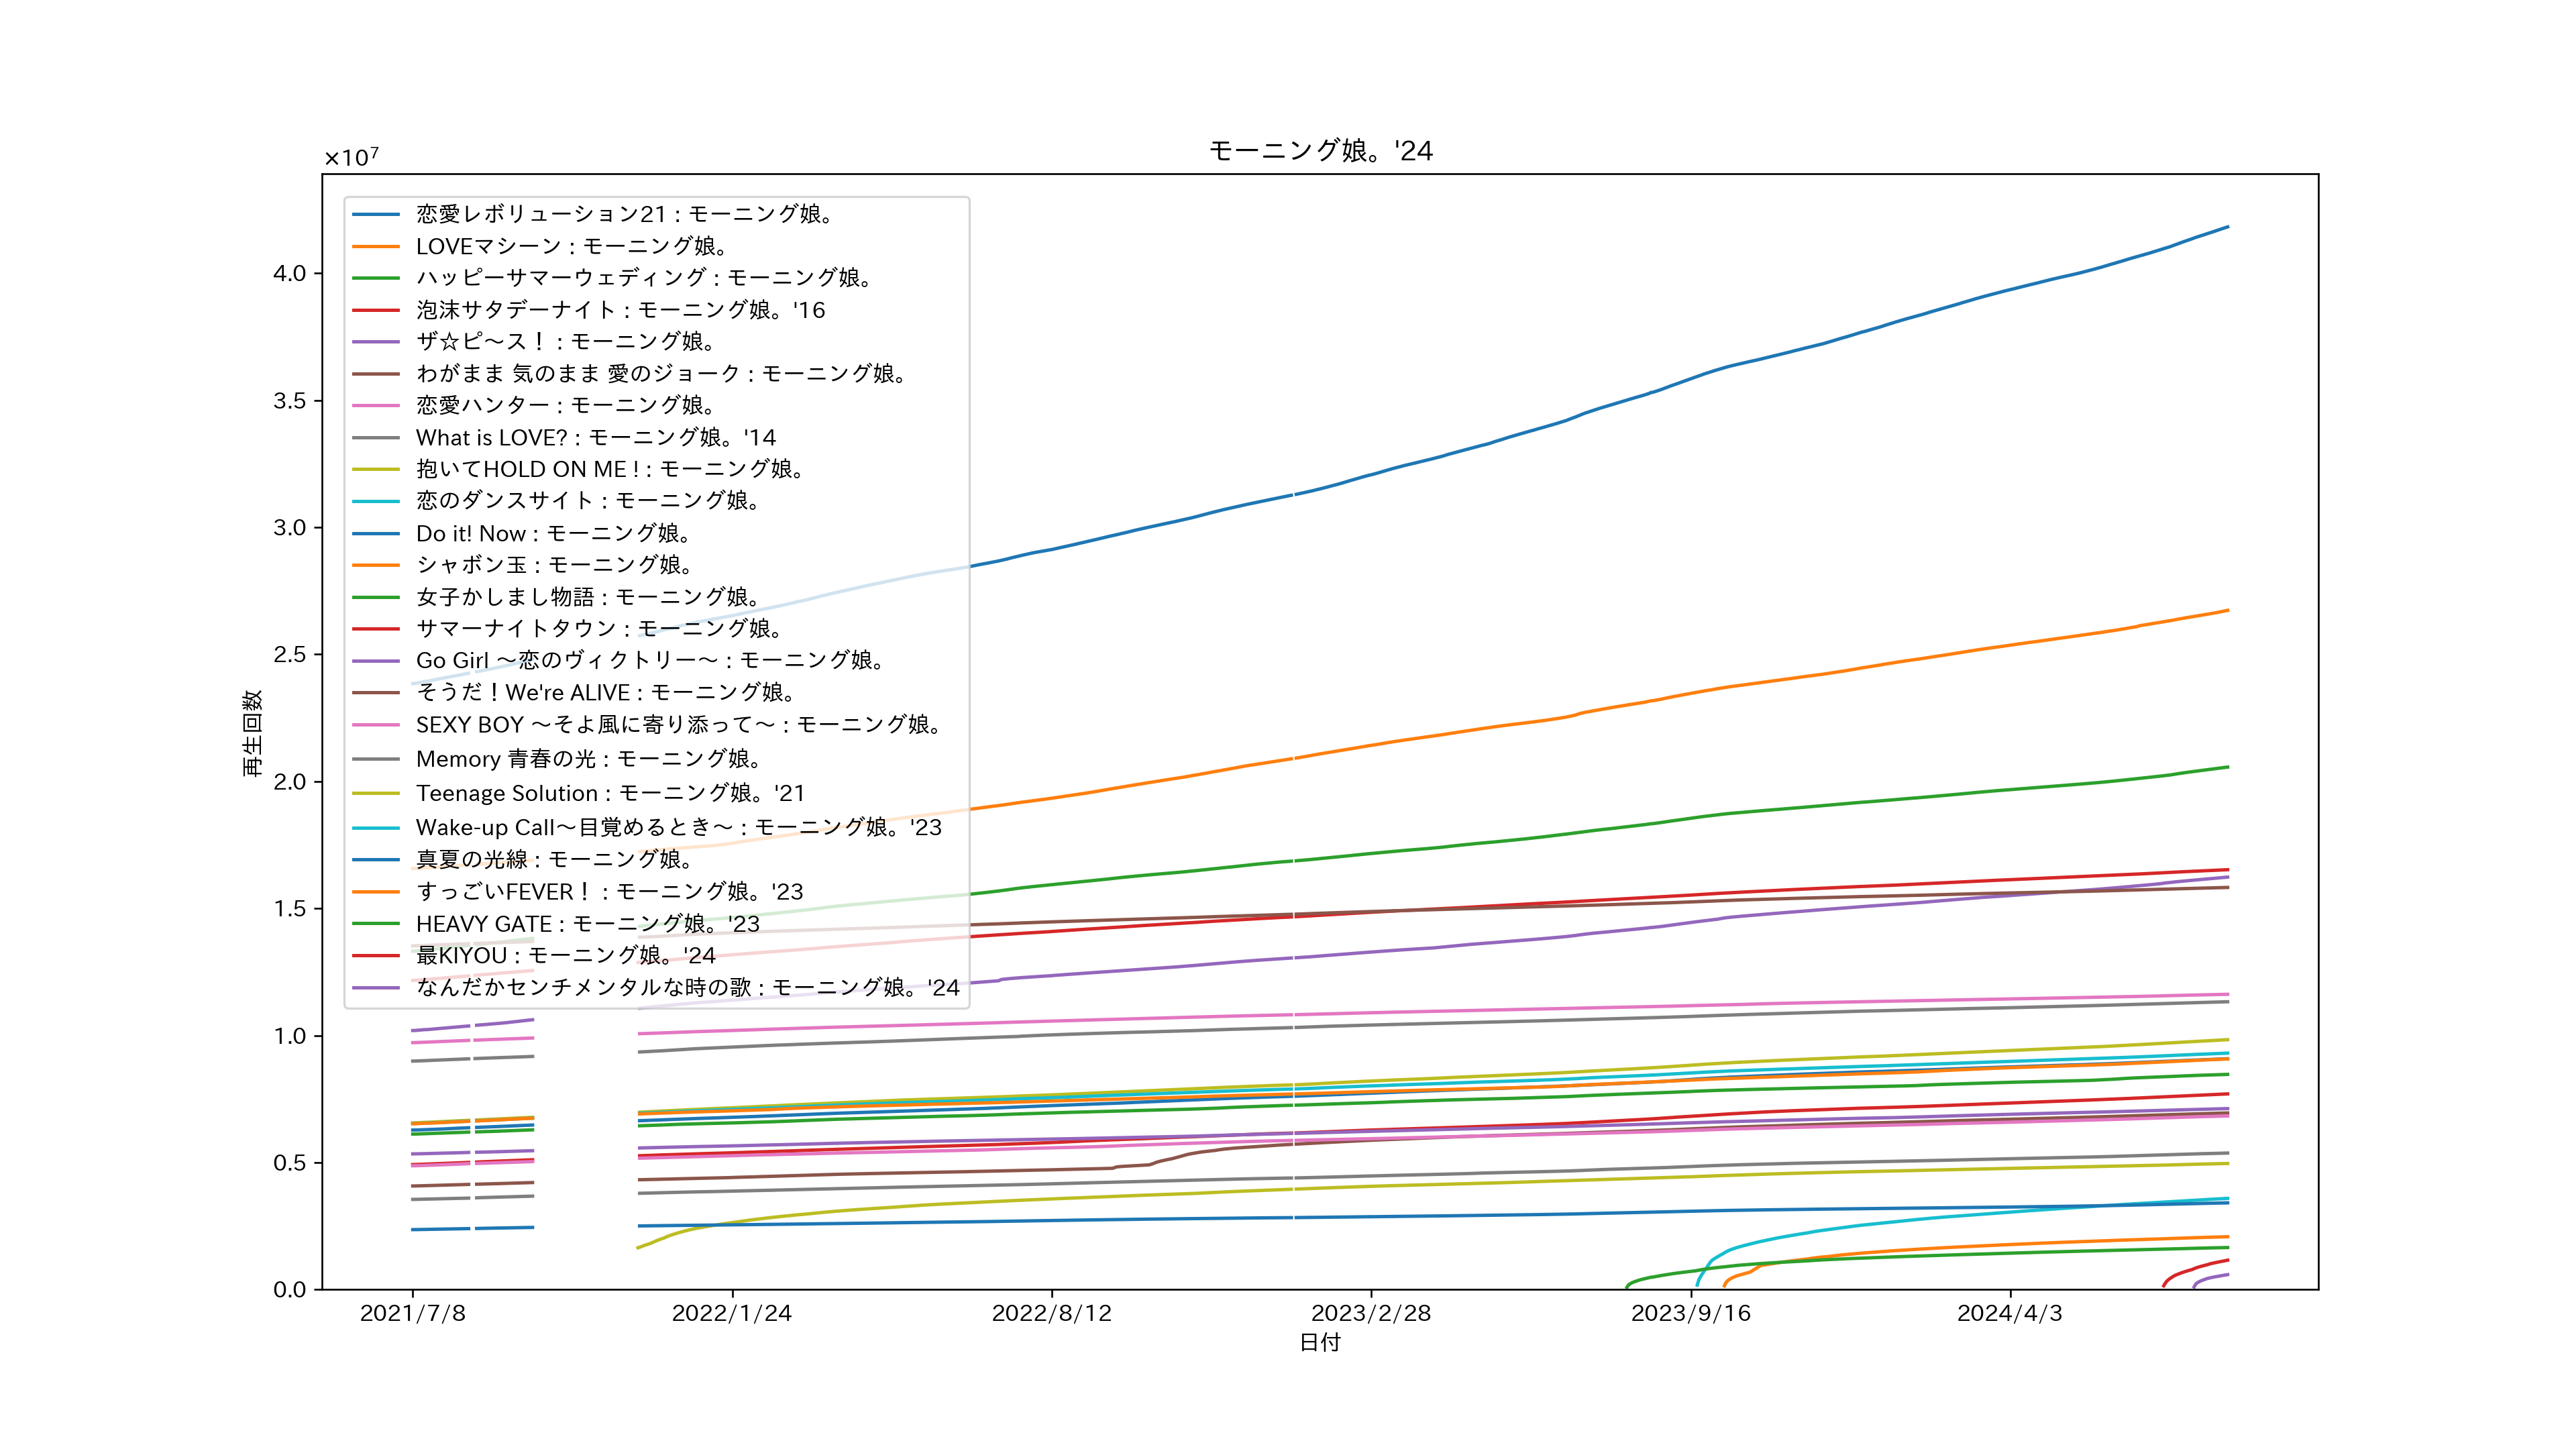 モーニング娘。'24
×10⁷
恋愛レボリューション21 : モーニング娘。
LOVEマシーン : モーニング娘。
ハッピーサマーウェディング : モーニング娘。
泡沫サタデーナイト : モーニング娘。'16
ザ☆ピ〜ス！ : モーニング娘。
わがまま 気のまま 愛のジョーク : モーニング娘。
恋愛ハンター : モーニング娘。
What is LOVE? : モーニング娘。'14
抱いてHOLD ON ME ! : モーニング娘。
恋のダンスサイト : モーニング娘。
Do it! Now : モーニング娘。
シャボン玉 : モーニング娘。
女子かしまし物語 : モーニング娘。
サマーナイトタウン : モーニング娘。
Go Girl 〜恋のヴィクトリー〜 : モーニング娘。
そうだ！We're ALIVE : モーニング娘。
SEXY BOY 〜そよ風に寄り添って〜 : モーニング娘。
Memory 青春の光 : モーニング娘。
Teenage Solution : モーニング娘。'21
Wake-up Call〜目覚めるとき〜 : モーニング娘。'23
真夏の光線 : モーニング娘。
すっごいFEVER！ : モーニング娘。'23
HEAVY GATE : モーニング娘。'23
最KIYOU : モーニング娘。'24
なんだかセンチメンタルな時の歌 : モーニング娘。'24
4.0
3.5
3.0
2.5
2.0
1.5
1.0
0.5
0.0
再生回数
2021/7/8
2022/1/24
2022/8/12
2023/2/28
2023/9/16
2024/4/3
日付